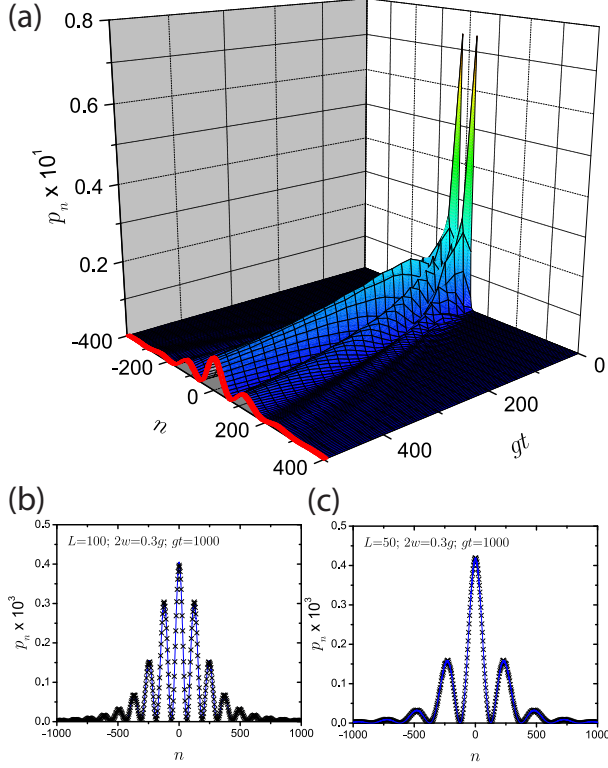 (a)
0.8
0.6
0.4
0.2
p_n x 10^1
-400
-200
0
200
400
n
0
200
400
gt
(b)
0.5
0.4
0.3
0.2
0.1
0.0
p_n x 10^3
L=100; 2w=0.3g; gt=1000
-1000 -500 0 500 1000
n
(c)
0.5
0.4
0.3
0.2
0.1
0.0
p_n x 10^3
L=50; 2w=0.3g; gt=1000
-1000 -500 0 500 1000
n